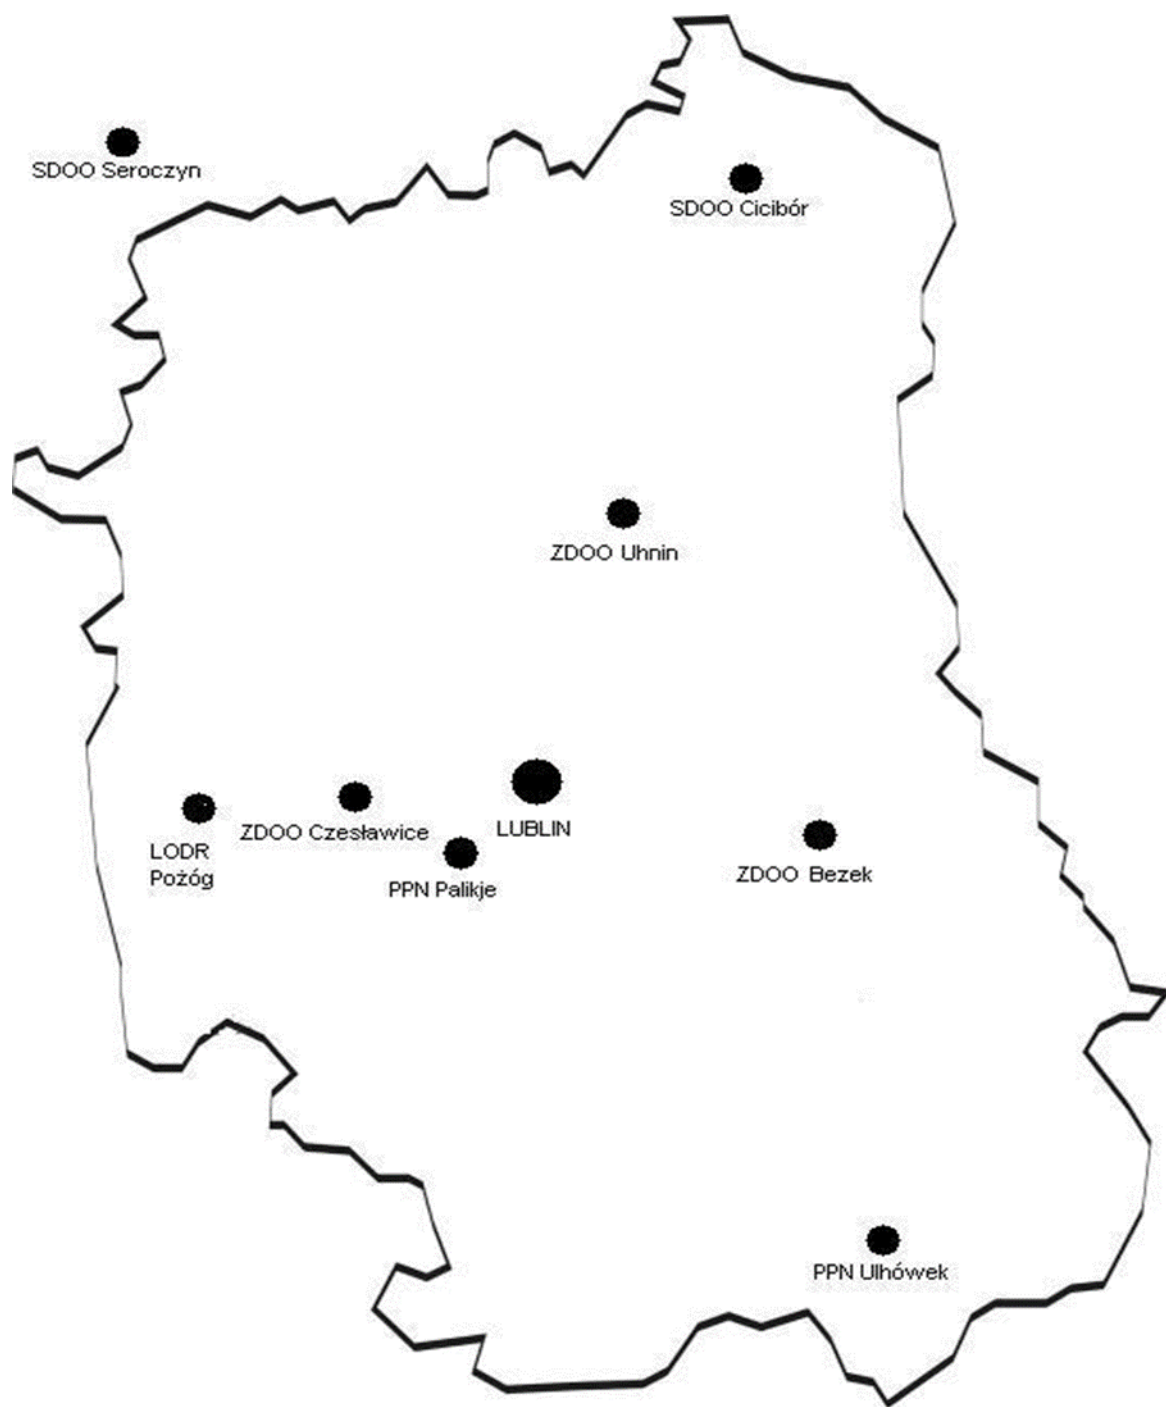 SDOO Seroczyn
SDOO Cicibór
ZDOO Uhnin
LUBLIN
ZDOO Czesławice
LODR
Pożóg
PPN Palikje
ZDOO Bezek
PPN Ulhówek